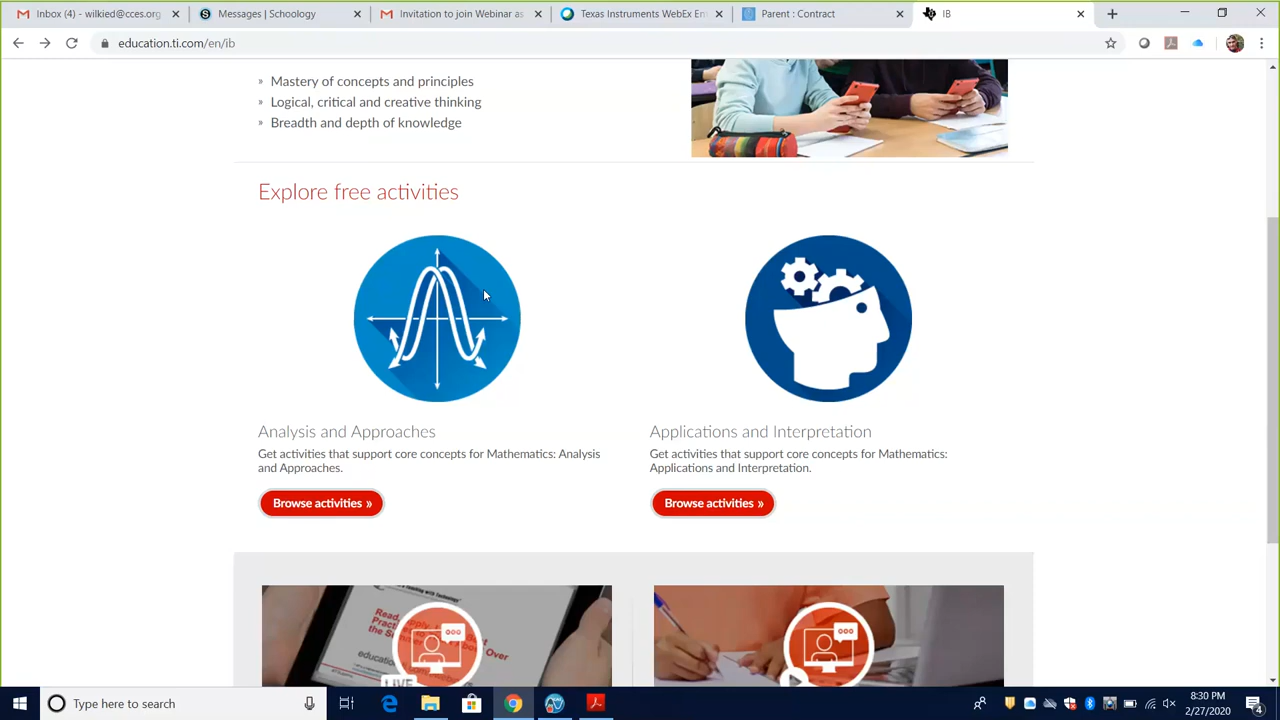 Inbox (4) - wilkied@cces.org
Messages | Schoology
Invitation to join Webinar as
Texas Instruments WebEx En
Parent : Contract
IB
education.ti.com/en/ib
» Mastery of concepts and principles
» Logical, critical and creative thinking
» Breadth and depth of knowledge
Explore free activities
Analysis and Approaches
Get activities that support core concepts for Mathematics: Analysis
and Approaches.
Browse activities »
Applications and Interpretation
Get activities that support core concepts for Mathematics:
Applications and Interpretation.
Browse activities »
LIVE
Type here to search
8:30 PM
2/27/2020
4